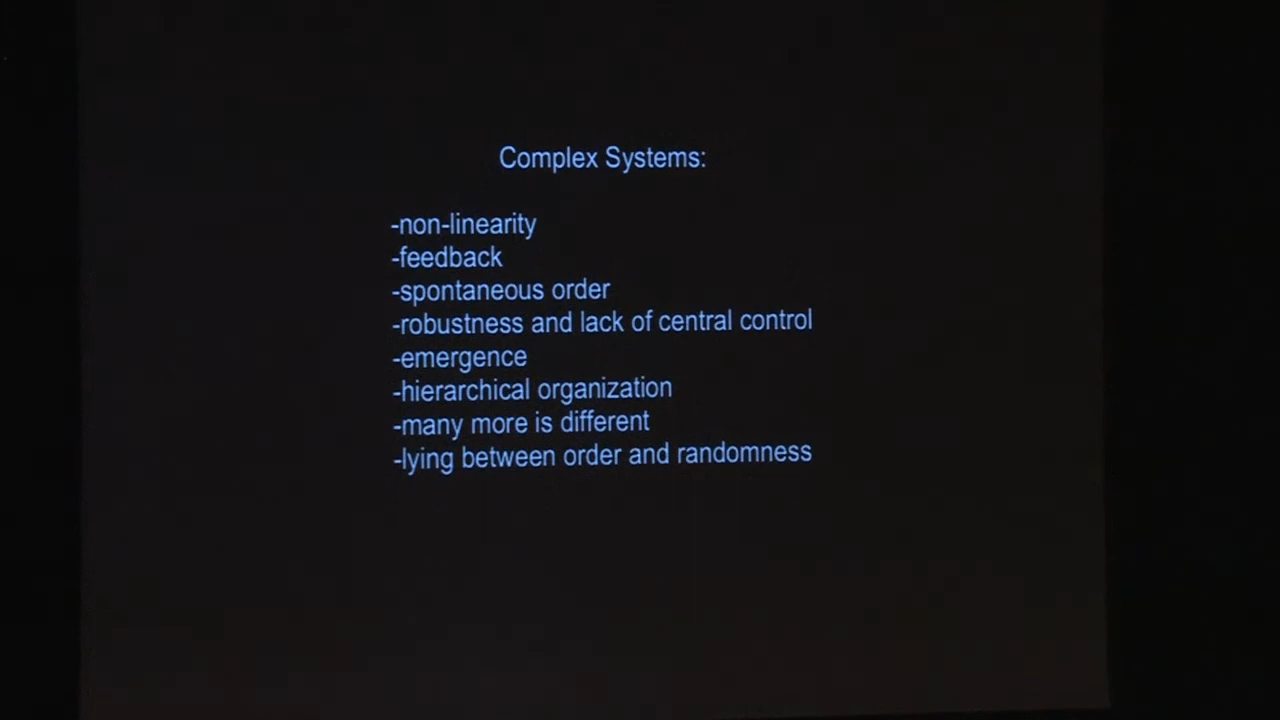 Complex Systems:
-non-linearity
-feedback
-spontaneous order
-robustness and lack of central control
-emergence
-hierarchical organization
-many more is different
-lying between order and randomness